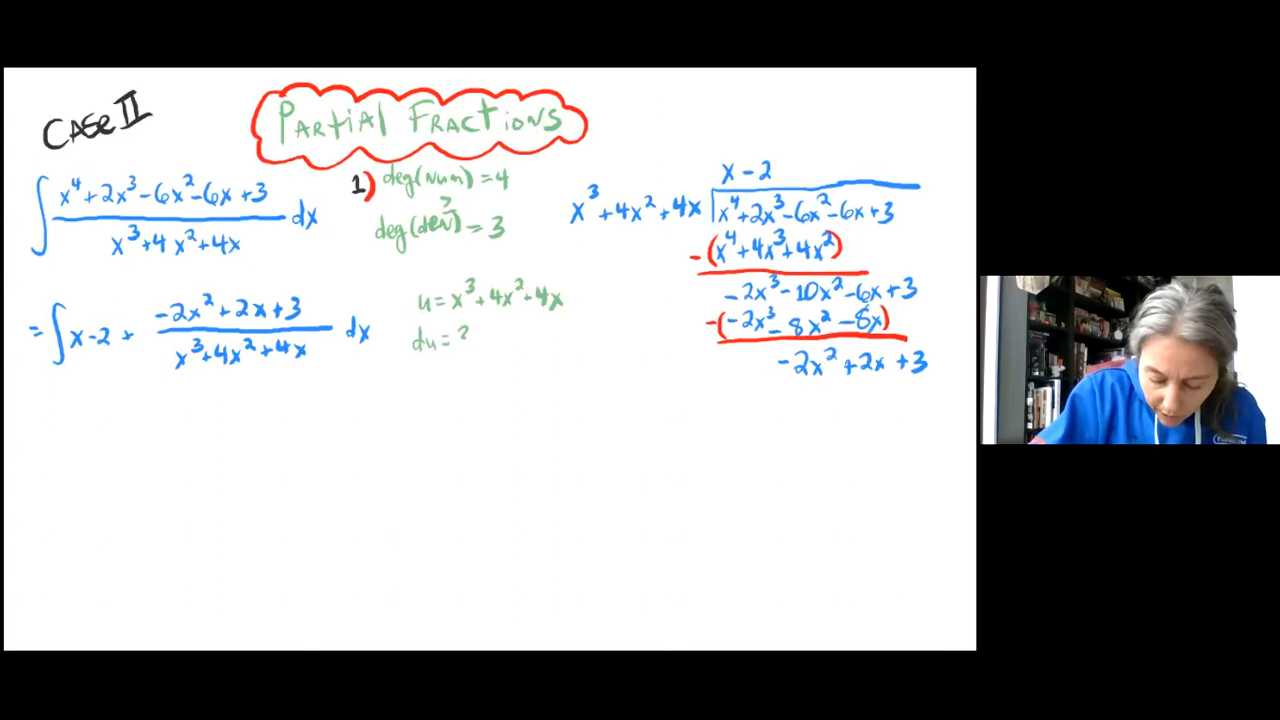 CASE II
PARTIAL FRACTIONS
∫ x⁴+2x³-6x²-6x+3 / x³+4x²+4x dx
1) deg(num) = 4
deg(den) = 3
= ∫ x-2 + -2x²+2x+3 / x³+4x²+4x dx
u = x³+4x²+4x
du = ?
x-2
x³+4x²+4x x⁴+2x³-6x²-6x+3
-(x⁴+4x³+4x²)
-2x³-10x²-6x+3
-(-2x³-8x²-8x)
-2x²+2x+3